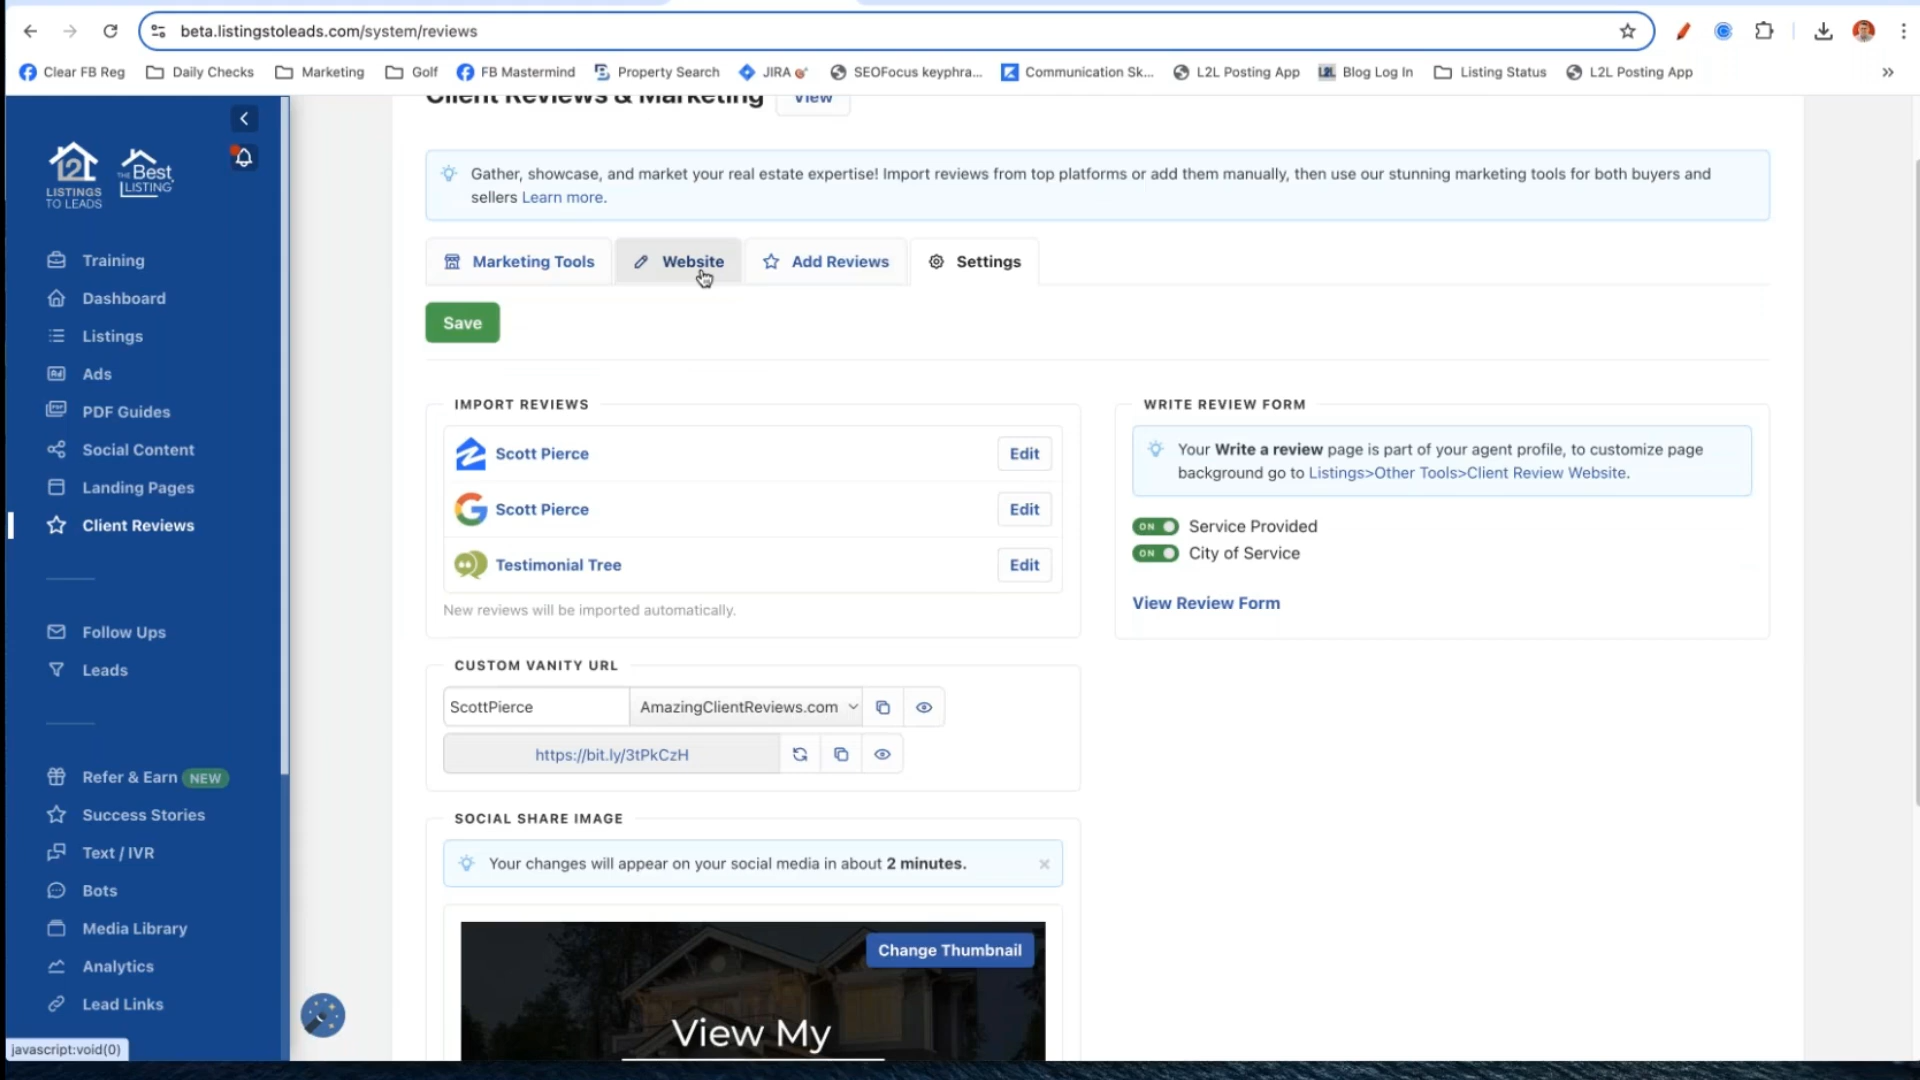 beta.listingstoleads.com/system/reviews
Clear FB Reg
Daily Checks
Marketing
Golf
FB Mastermind
Property Search
JIRA
SEOFocus keyphra...
Communication Sk...
L2L Posting App
L2L Blog Log In
Listing Status
L2L Posting App
L2L
LISTINGS
TO LEADS
THE Best
LISTING
Training
Dashboard
Listings
Ads
PDF Guides
Social Content
Landing Pages
Client Reviews
Follow Ups
Leads
Refer & Earn NEW
Success Stories
Text / IVR
Bots
Media Library
Analytics
Lead Links
javascript:void(0)
Client Reviews & Marketing View
Gather, showcase, and market your real estate expertise! Import reviews from top platforms or add them manually, then use our stunning marketing tools for both buyers and
sellers Learn more.
Marketing Tools
Website
Add Reviews
Settings
Save
IMPORT REVIEWS
Scott Pierce Edit
Scott Pierce Edit
Testimonial Tree Edit
New reviews will be imported automatically.
WRITE REVIEW FORM
Your Write a review page is part of your agent profile, to customize page
background go to Listings>Other Tools>Client Review Website.
ON Service Provided
ON City of Service
View Review Form
CUSTOM VANITY URL
ScottPierce AmazingClientReviews.com
https://bit.ly/3tPkCzH
SOCIAL SHARE IMAGE
Your changes will appear on your social media in about 2 minutes.
Change Thumbnail
View My